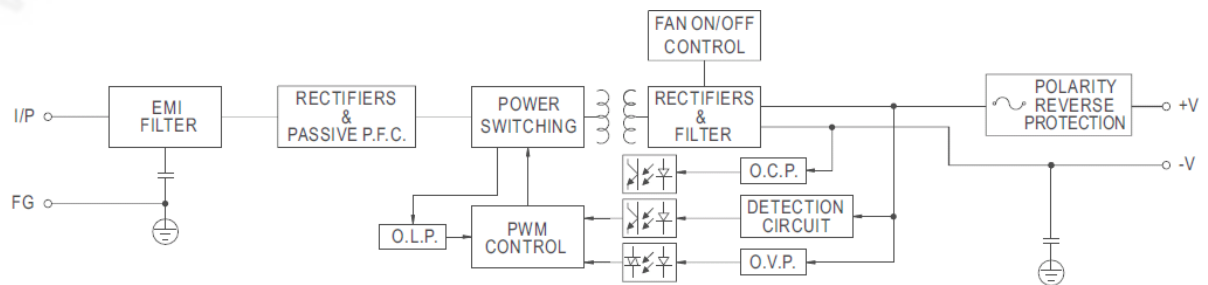 FAN ON/OFF
CONTROL
I/P
EMI
FILTER
RECTIFIERS
&
PASSIVE P.F.C.
POWER
SWITCHING
RECTIFIERS
&
FILTER
POLARITY
REVERSE
PROTECTION
+V
-V
O.C.P.
FG
O.L.P.
PWM
CONTROL
DETECTION
CIRCUIT
O.V.P.